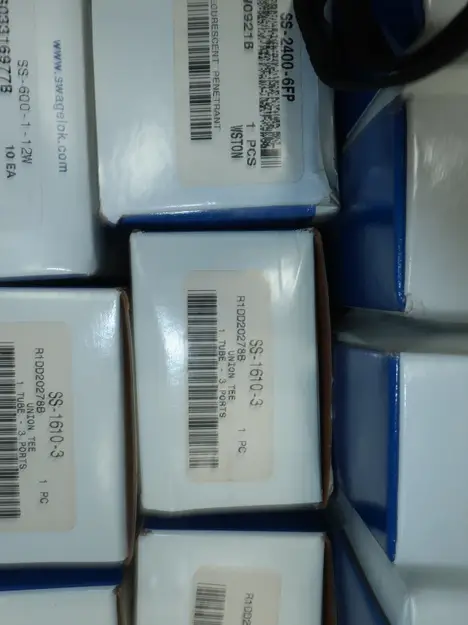 SS-600-1-12W
10 EA
www.swagelok.com
SS-2400-6FP
1 PCS
WSTON
SS-1610-3
UNION TEE
1 TUBE - 3 PORTS
R1DD20278B
1 PC
SS-1610-3
UNION TEE
1 TUBE - 3 PORTS
R1DD20278B
1 PC